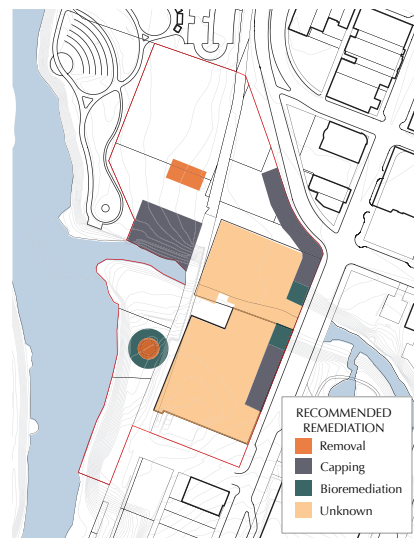 RECOMMENDED
REMEDIATION
Removal
Capping
Bioremediation
Unknown